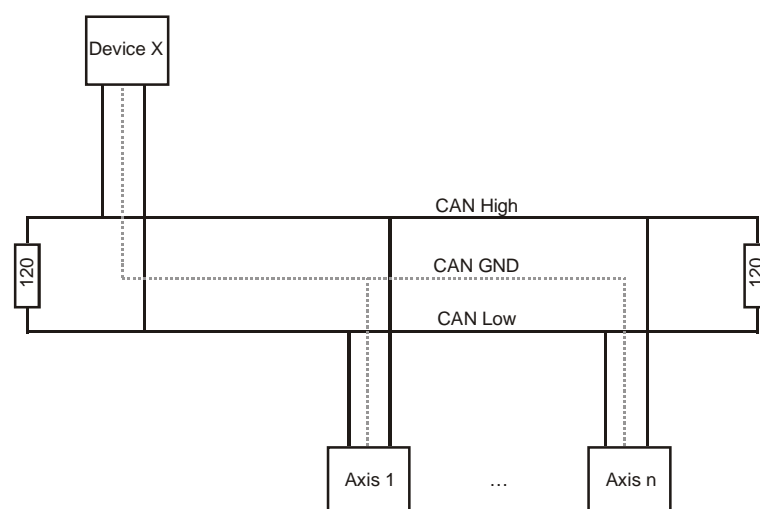 Device X
CAN High
120
CAN GND
120
CAN Low
Axis 1
…
Axis n